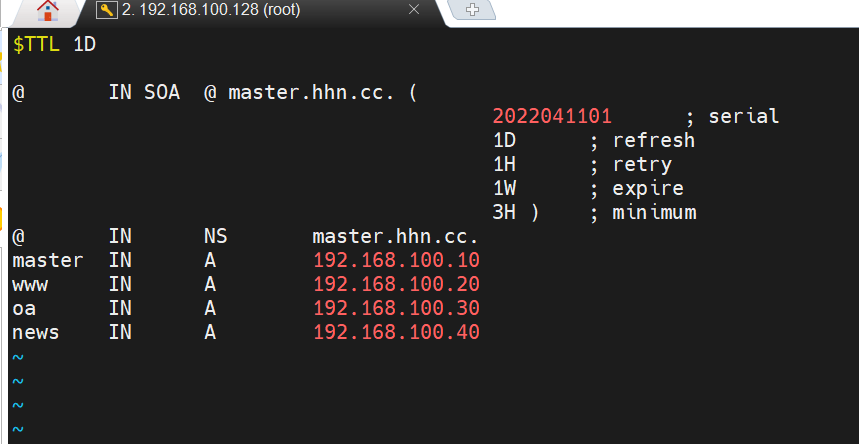 2. 192.168.100.128 (root)
$TTL 1D
@ IN SOA @ master.hhn.cc. (
2022041101 ; serial
1D ; refresh
1H ; retry
1W ; expire
3H ) ; minimum
@ IN NS master.hhn.cc.
master IN A 192.168.100.10
www IN A 192.168.100.20
oa IN A 192.168.100.30
news IN A 192.168.100.40
~
~
~
~